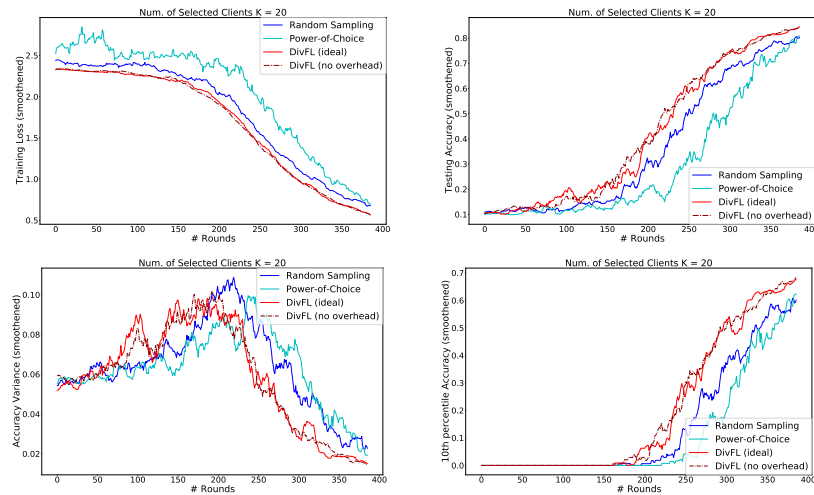 Num. of Selected Clients K = 20
Training Loss (smoothened)
2.5
2.0
1.5
1.0
0.5
0 50 100 150 200 250 300 350 400
# Rounds
Random Sampling
Power-of-Choice
DivFL (ideal)
DivFL (no overhead)
Num. of Selected Clients K = 20
Testing Accuracy (smoothened)
0.8
0.7
0.6
0.5
0.4
0.3
0.2
0.1
0 50 100 150 200 250 300 350 400
# Rounds
Random Sampling
Power-of-Choice
DivFL (ideal)
DivFL (no overhead)
Num. of Selected Clients K = 20
Accuracy Variance (smoothened)
0.10
0.08
0.06
0.04
0.02
0 50 100 150 200 250 300 350 400
# Rounds
Random Sampling
Power-of-Choice
DivFL (ideal)
DivFL (no overhead)
Num. of Selected Clients K = 20
10th percentile Accuracy (smoothened)
0.7
0.6
0.5
0.4
0.3
0.2
0.1
0.0
0 50 100 150 200 250 300 350 400
# Rounds
Random Sampling
Power-of-Choice
DivFL (ideal)
DivFL (no overhead)